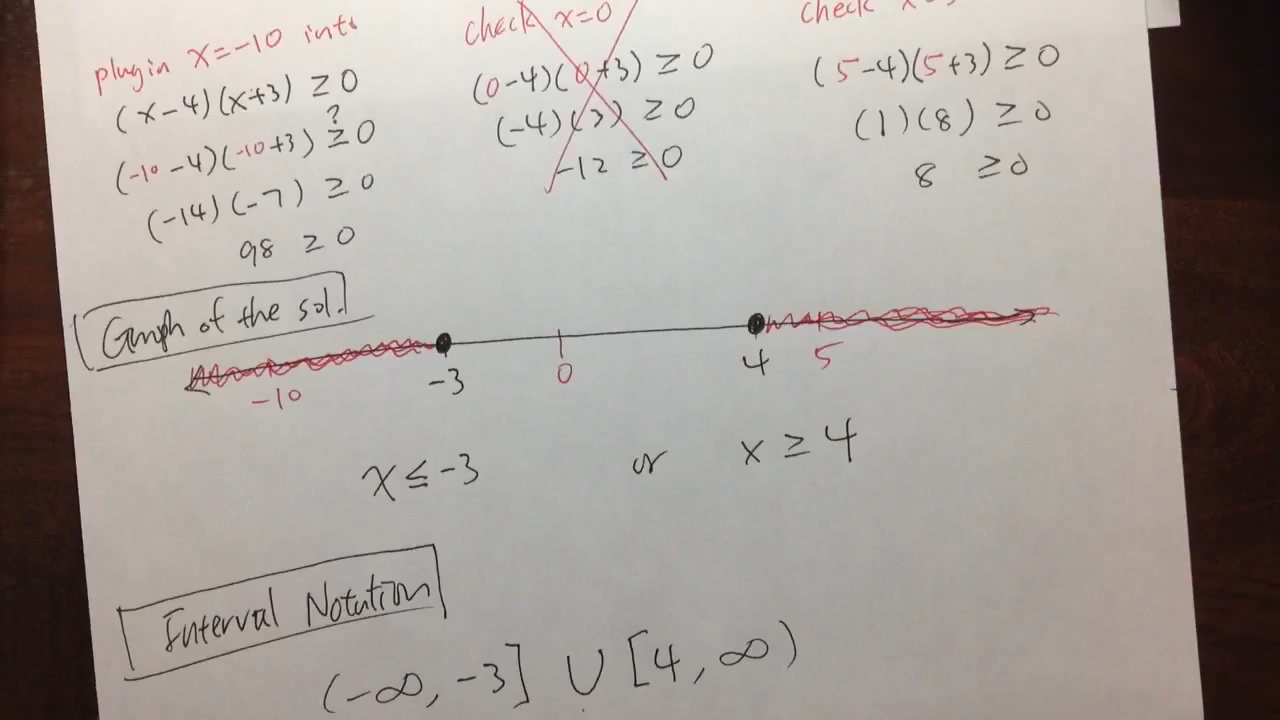 plug in x=-10 into
(x-4)(x+3) ≥ 0
(-10-4)(-10+3) ≥? 0
(-14)(-7) ≥ 0
98 ≥ 0
check x=0
(0-4)(0+3) ≥ 0
(-4)(3) ≥ 0
-12 ≥ 0
check
(5-4)(5+3) ≥ 0
(1)(8) ≥ 0
8 ≥ 0
Graph of the sol.
-10 -3 0 4 5
x ≤ -3 or x ≥ 4
Interval Notation
(-∞, -3] ∪ [4, ∞)